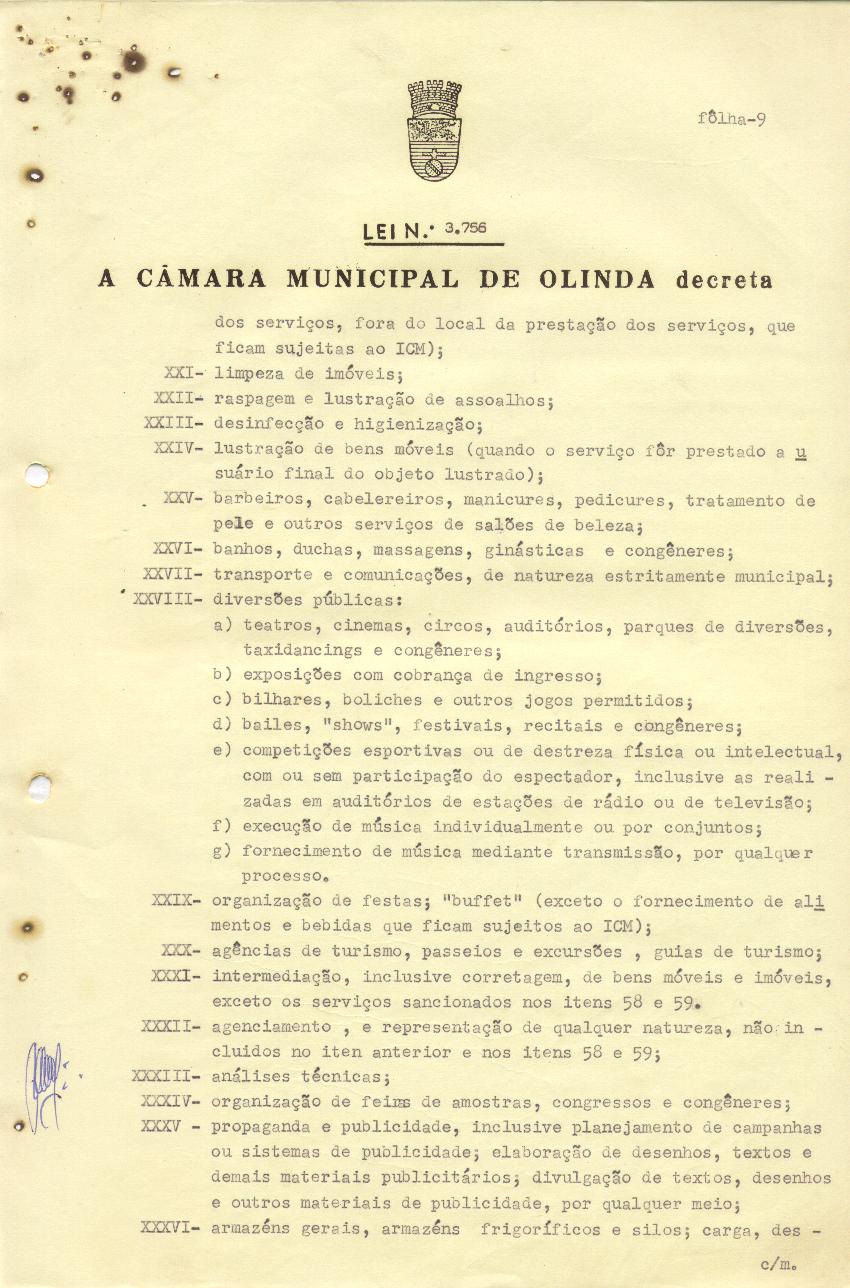 fôlha-9
LEI N.º 3.756
A CÂMARA MUNICIPAL DE OLINDA decreta
dos serviços, fora do local da prestação dos serviços, que
ficam sujeitas ao ICM);
XXI- limpeza de imóveis;
XXII- raspagem e lustração de assoalhos;
XXIII- desinfecção e higienização;
XXIV- lustração de bens móveis (quando o serviço fôr prestado a u
suário final do objeto lustrado);
XXV- barbeiros, cabelereiros, manicures, pedicures, tratamento de
pele e outros serviços de salões de beleza;
XXVI- banhos, duchas, massagens, ginásticas e congêneres;
XXVII- transporte e comunicações, de natureza estritamente municipal;
XXVIII- diversões públicas:
a) teatros, cinemas, circos, auditórios, parques de diversões,
taxidancings e congêneres;
b) exposições com cobrança de ingresso;
c) bilhares, boliches e outros jogos permitidos;
d) bailes, "shows", festivais, recitais e congêneres;
e) competições esportivas ou de destreza física ou intelectual,
com ou sem participação do espectador, inclusive as reali -
zadas em auditórios de estações de rádio ou de televisão;
f) execução de música individualmente ou por conjuntos;
g) fornecimento de música mediante transmissão, por qualquer
processo.
XXIX- organização de festas; "buffet" (exceto o fornecimento de ali
mentos e bebidas que ficam sujeitos ao ICM);
XXX- agências de turismo, passeios e excursões , guias de turismo;
XXXI- intermediação, inclusive corretagem, de bens móveis e imóveis,
exceto os serviços sancionados nos itens 58 e 59.
XXXII- agenciamento , e representação de qualquer natureza, não in -
cluidos no iten anterior e nos itens 58 e 59;
XXXIII- análises técnicas;
XXXIV- organização de feiras de amostras, congressos e congêneres;
XXXV - propaganda e publicidade, inclusive planejamento de campanhas
ou sistemas de publicidade; elaboração de desenhos, textos e
demais materiais publicitários; divulgação de textos, desenhos
e outros materiais de publicidade, por qualquer meio;
XXXVI- armazéns gerais, armazéns frigoríficos e silos; carga, des -
c/m.